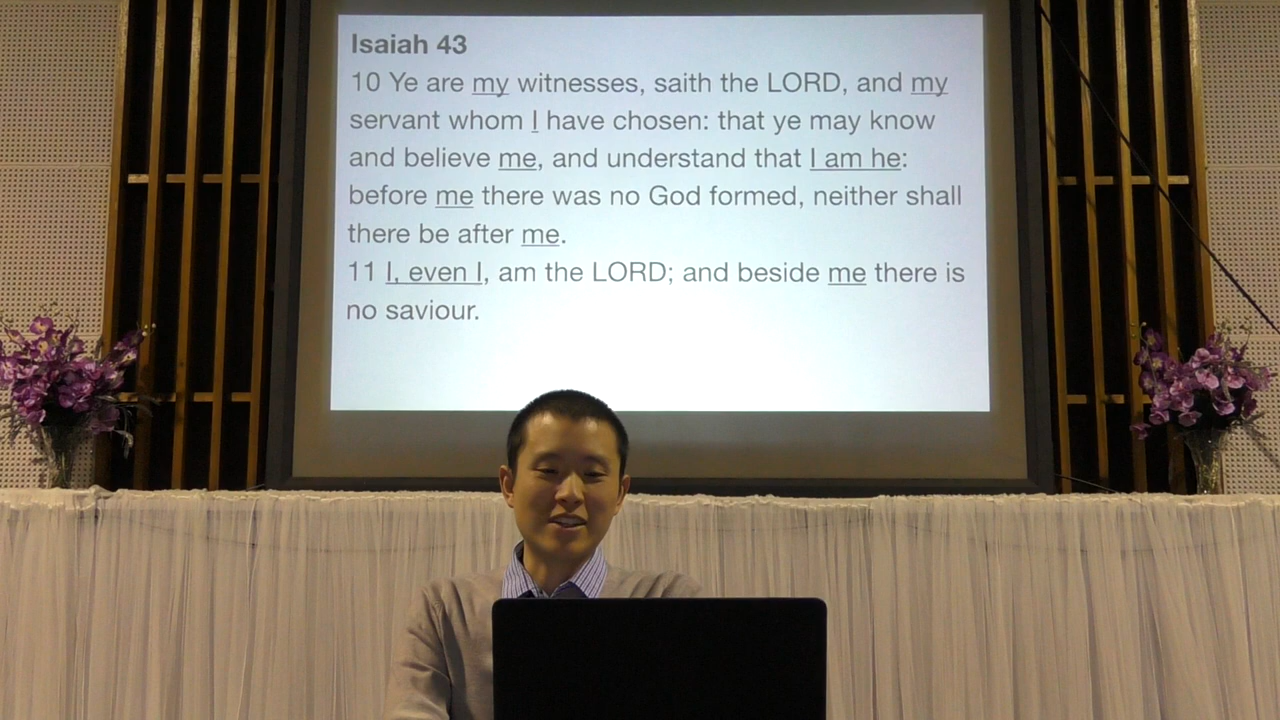 Isaiah 43
10 Ye are my witnesses, saith the LORD, and my
servant whom I have chosen: that ye may know
and believe me, and understand that I am he:
before me there was no God formed, neither shall
there be after me.
11 I, even I, am the LORD; and beside me there is
no saviour.